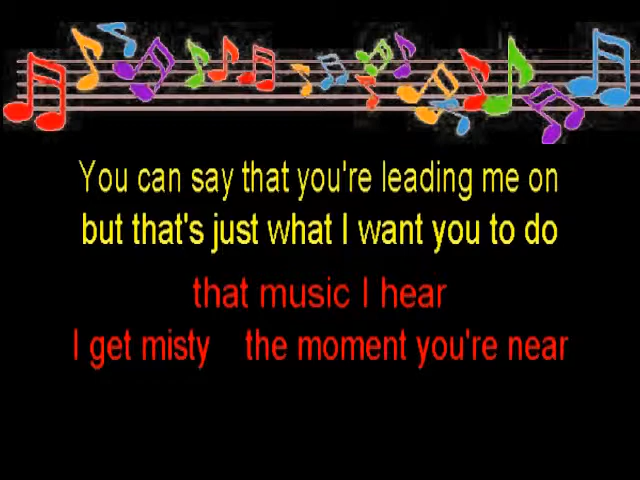 You can say that you're leading me on
but that's just what I want you to do
that music I hear
I get misty the moment you're near